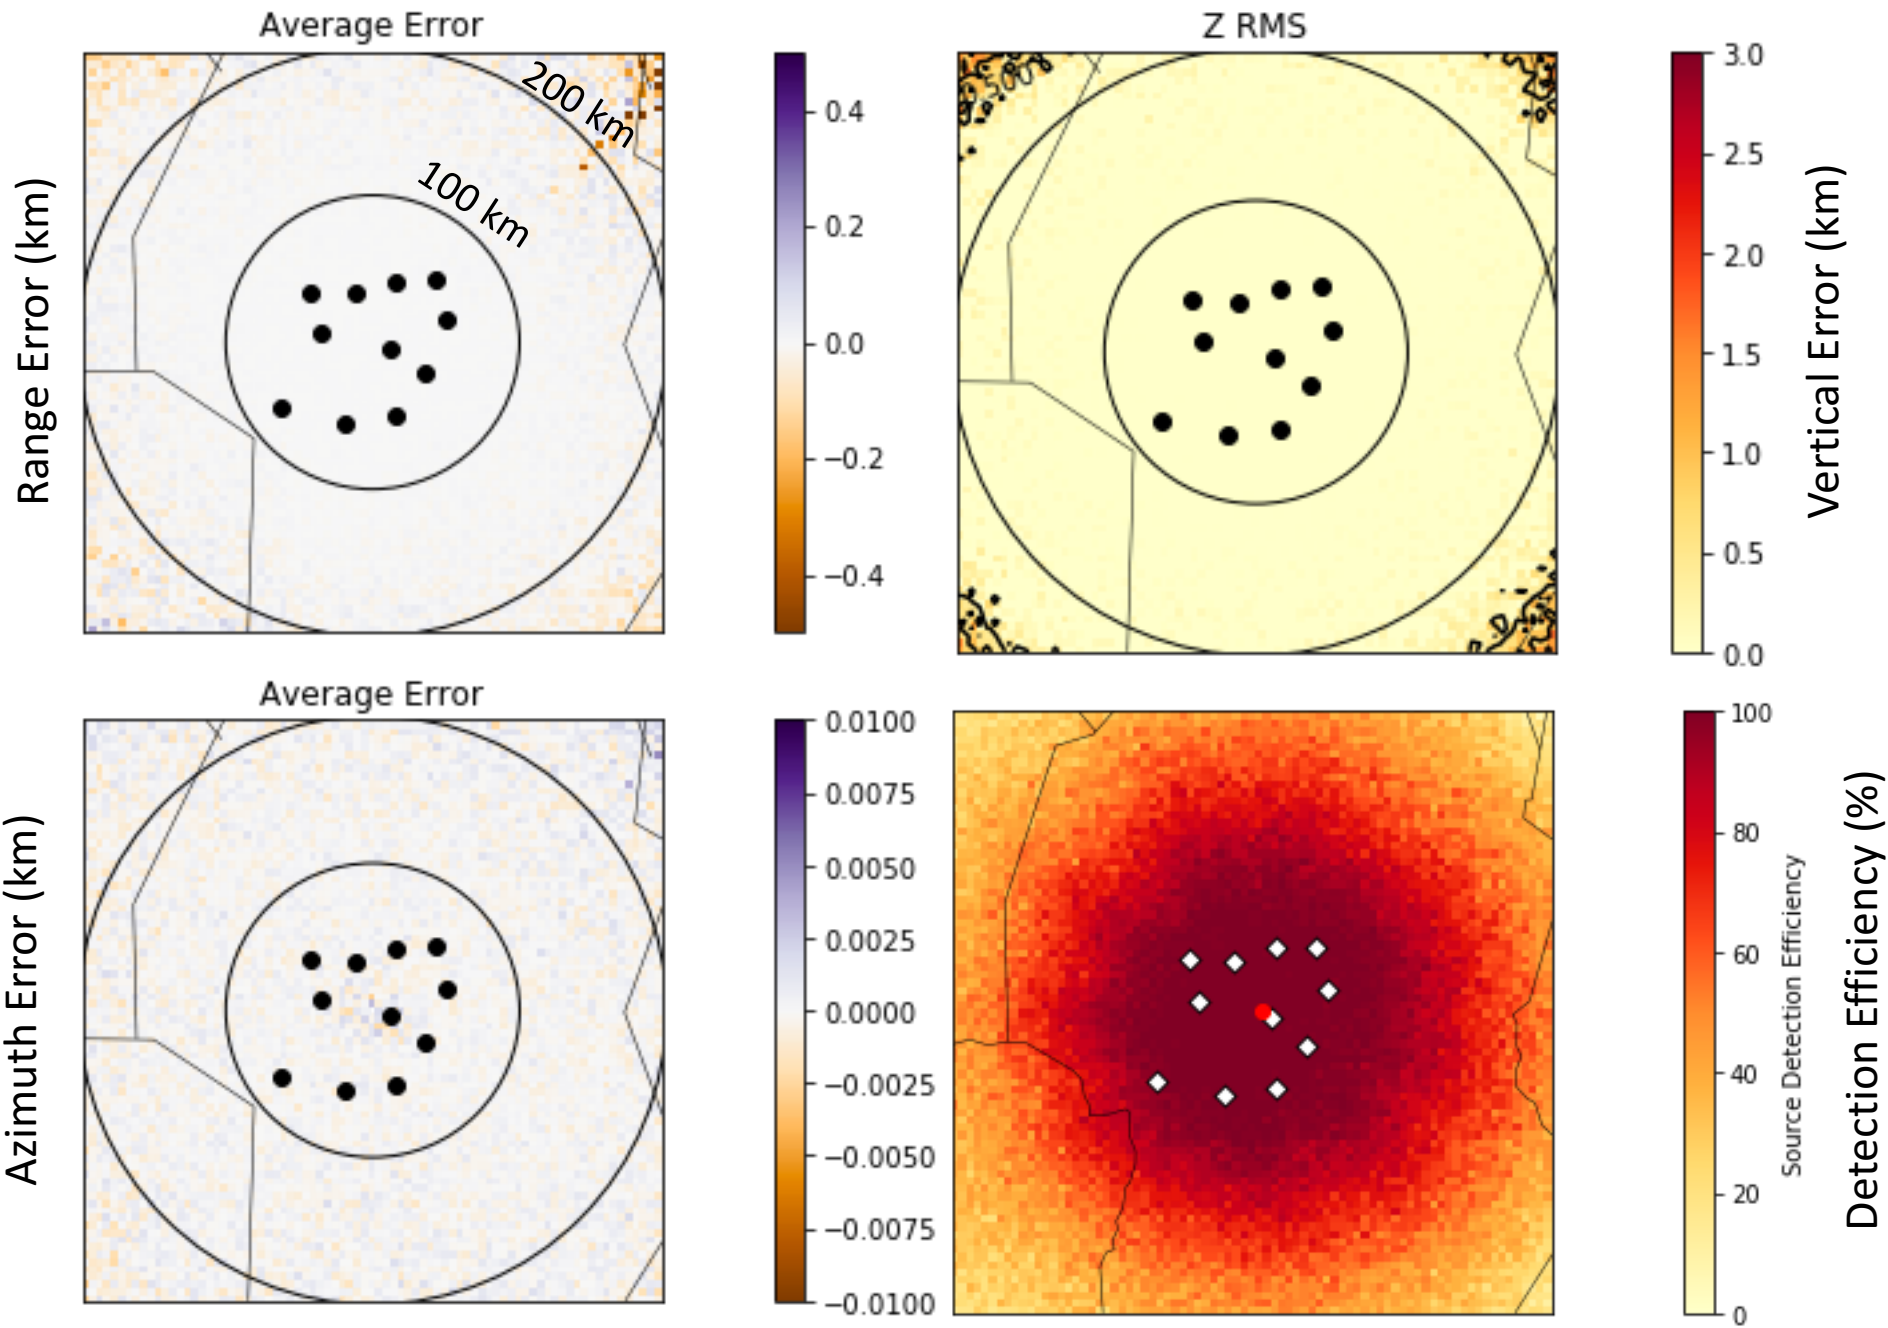 Average Error
Range Error (km)
200 km
100 km
0.4
0.2
0.0
−0.2
−0.4
Z RMS
3.0
2.5
2.0
1.5
1.0
0.5
0.0
Vertical Error (km)
Average Error
Azimuth Error (km)
0.0100
0.0075
0.0050
0.0025
0.0000
−0.0025
−0.0050
−0.0075
−0.0100
100
80
60
40
20
0
Source Detection Efficiency
Detection Efficiency (%)